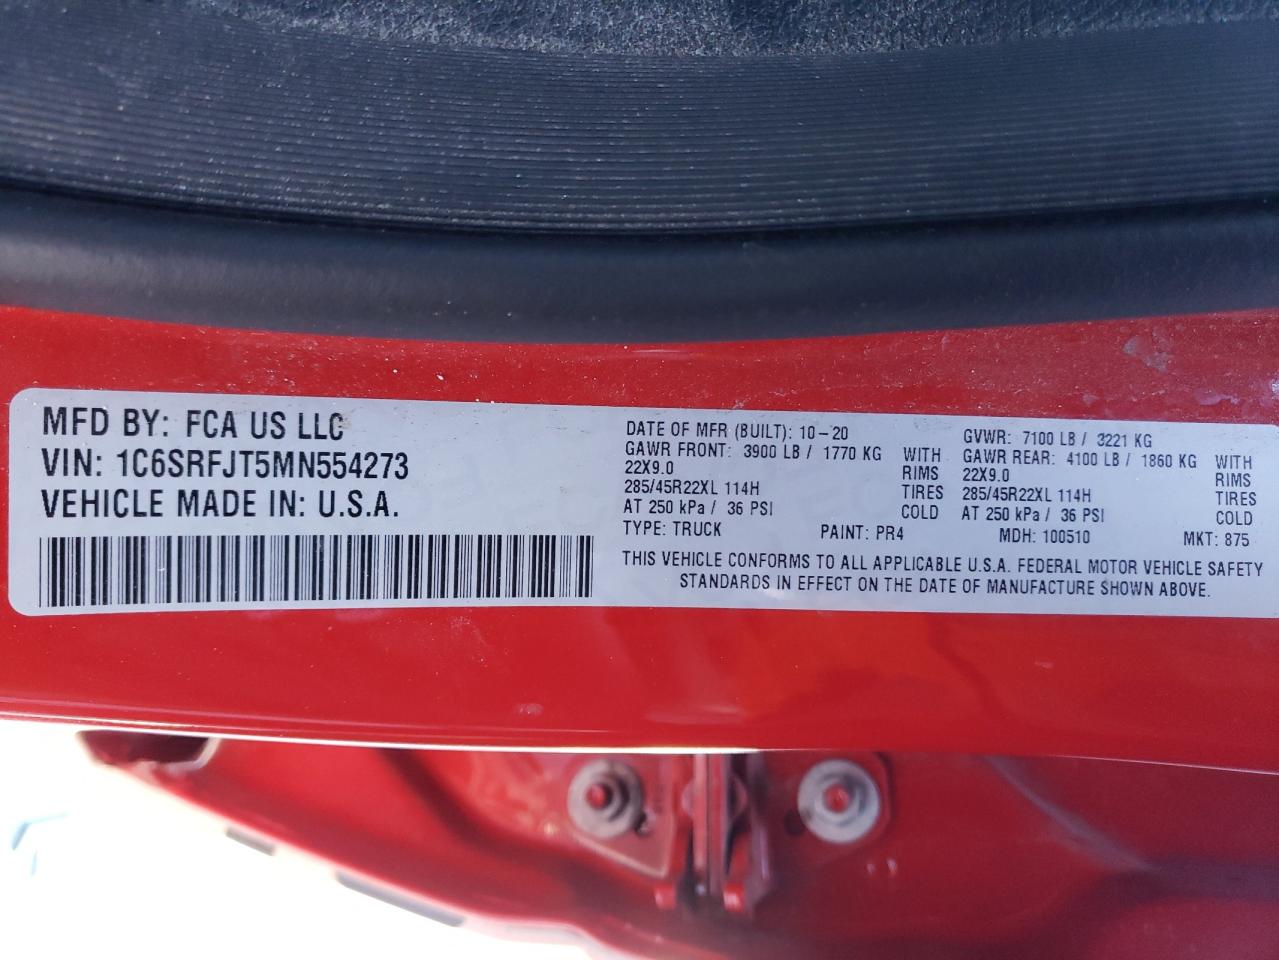 MFD BY: FCA US LLC
VIN: 1C6SRFJT5MN554273
VEHICLE MADE IN: U.S.A.
DATE OF MFR (BUILT): 10-20
GAWR FRONT: 3900 LB / 1770 KG WITH
22X9.0 RIMS
285/45R22XL 114H TIRES
AT 250 kPa / 36 PSI COLD
GVWR: 7100 LB / 3221 KG
GAWR REAR: 4100 LB / 1860 KG WITH
22X9.0 RIMS
285/45R22XL 114H TIRES
AT 250 kPa / 36 PSI COLD
TYPE: TRUCK PAINT: PR4 MDH: 100510 MKT: 875
THIS VEHICLE CONFORMS TO ALL APPLICABLE U.S.A. FEDERAL MOTOR VEHICLE SAFETY
STANDARDS IN EFFECT ON THE DATE OF MANUFACTURE SHOWN ABOVE.